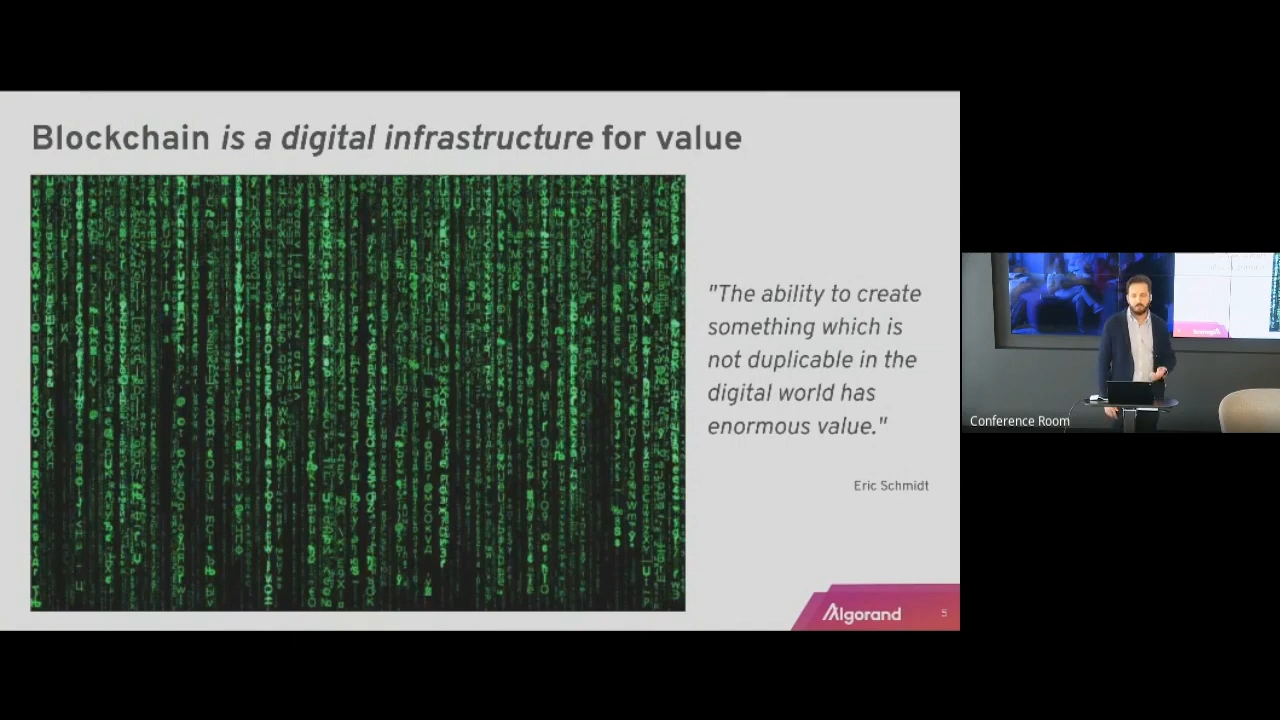 Blockchain is a digital infrastructure for value
"The ability to create
something which is
not duplicable in the
digital world has
enormous value."
Eric Schmidt
Algorand
5
Conference Room